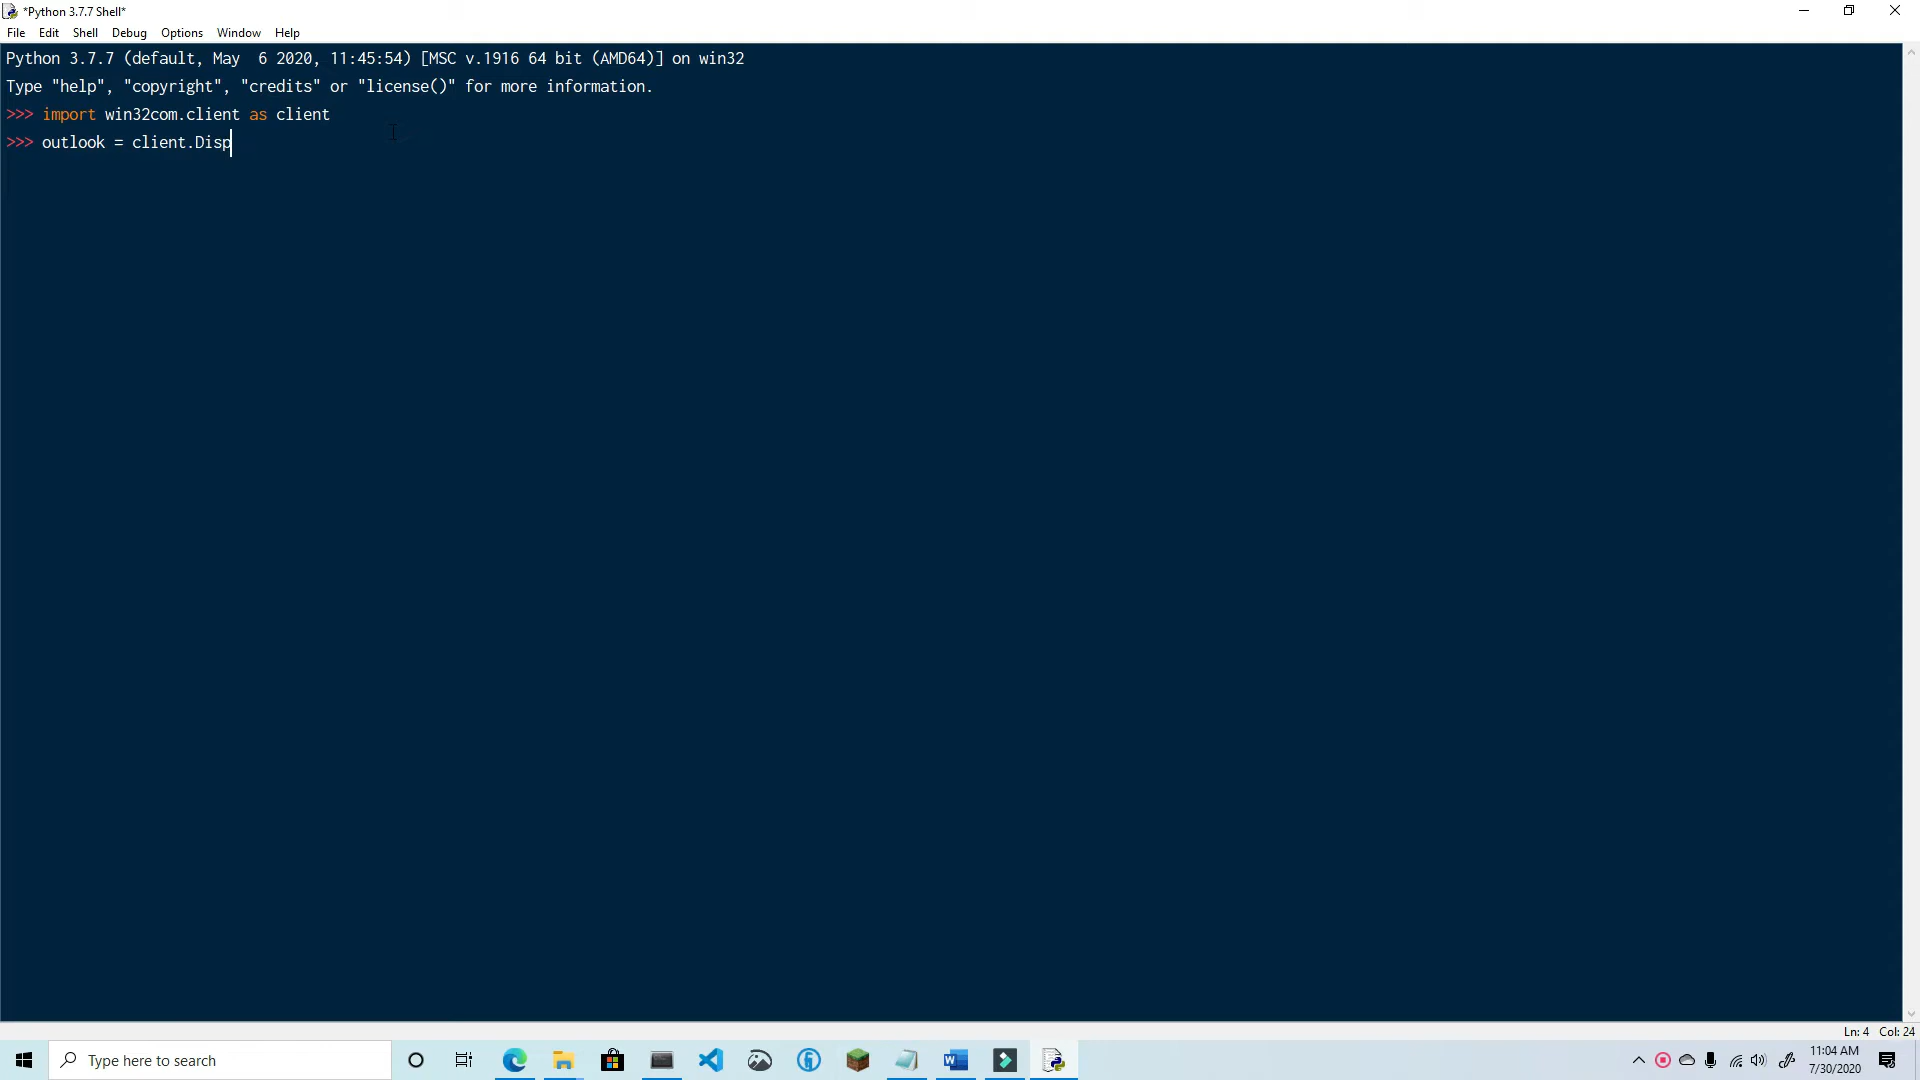 *Python 3.7.7 Shell*
File Edit Shell Debug Options Window Help
Python 3.7.7 (default, May  6 2020, 11:45:54) [MSC v.1916 64 bit (AMD64)] on win32
Type "help", "copyright", "credits" or "license()" for more information.
>>> import win32com.client as client
>>> outlook = client.Disp
Ln: 4 Col: 24
Type here to search
11:04 AM
7/30/2020